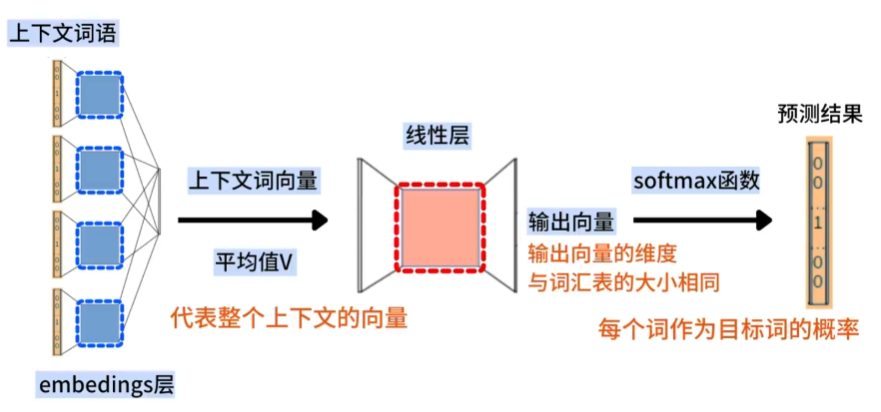 上下文词语
预测结果
线性层
上下文词向量
softmax函数
输出向量
平均值V
输出向量的维度
与词汇表的大小相同
代表整个上下文的向量
每个词作为目标词的概率
embedings层
0
0
1
0
0